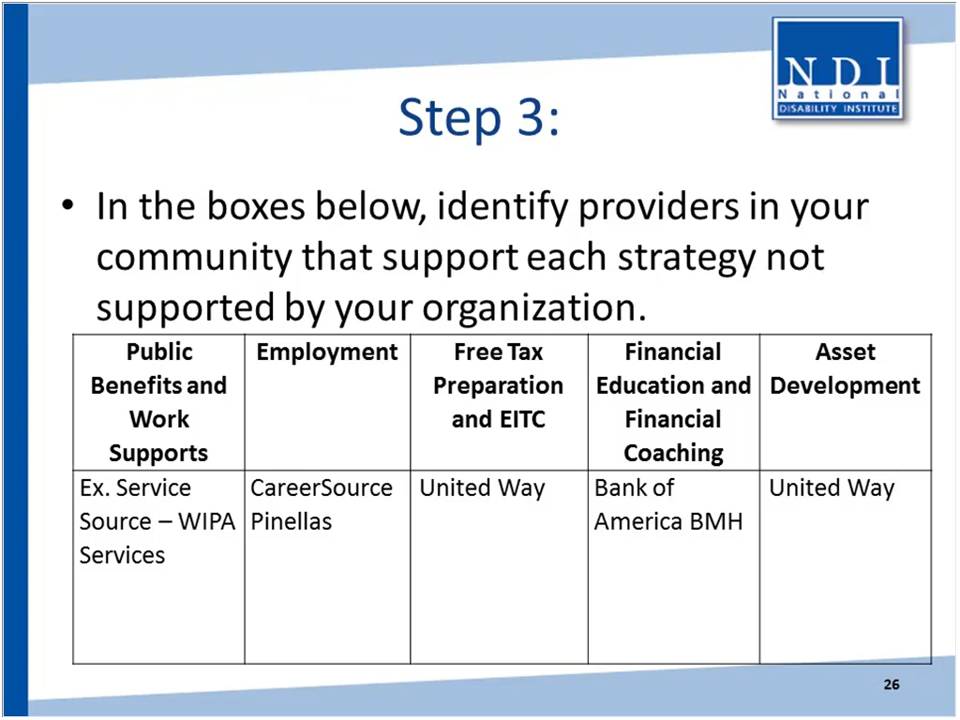 NDI
National
DISABILITY INSTITUTE
Step 3:
• In the boxes below, identify providers in your
community that support each strategy not
supported by your organization.
Public
Benefits and
Work
Supports
Employment
Free Tax
Preparation
and EITC
Financial
Education and
Financial
Coaching
Asset
Development
Ex. Service
Source – WIPA
Services
CareerSource
Pinellas
United Way
Bank of
America BMH
United Way
26